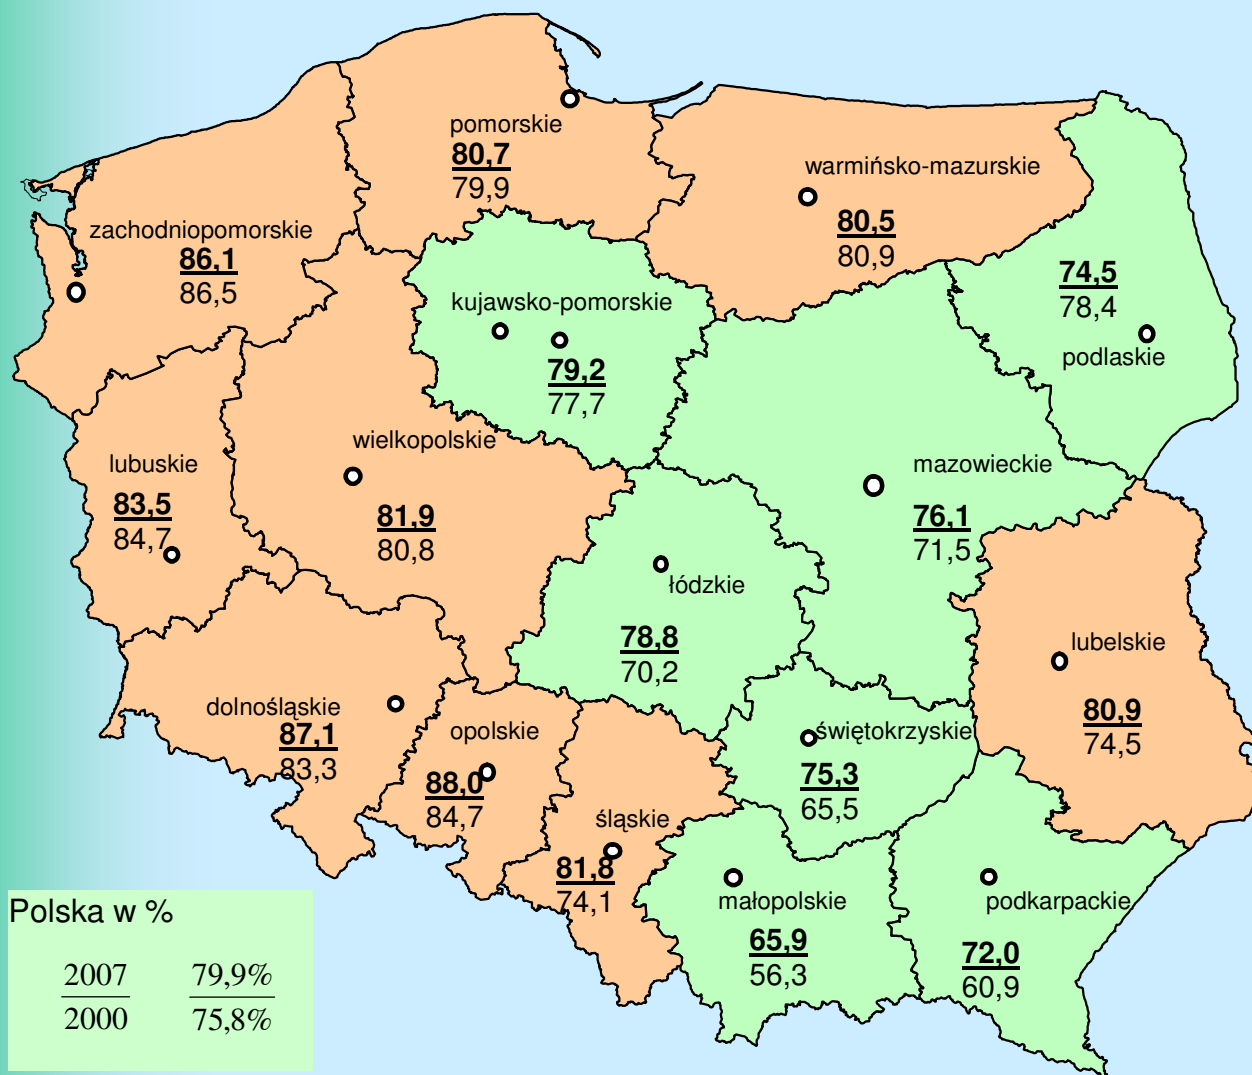 pomorskie
80,7
79,9
warmińsko-mazurskie
80,5
80,9
zachodniopomorskie
86,1
86,5
kujawsko-pomorskie
79,2
77,7
74,5
78,4
podlaskie
lubuskie
83,5
84,7
wielkopolskie
81,9
80,8
mazowieckie
76,1
71,5
łódzkie
78,8
70,2
lubelskie
80,9
74,5
dolnośląskie
87,1
83,3
opolskie
88,0
84,7
świętokrzyskie
75,3
65,5
śląskie
81,8
74,1
małopolskie
65,9
56,3
podkarpackie
72,0
60,9
Polska w %
2007 79,9%
2000 75,8%